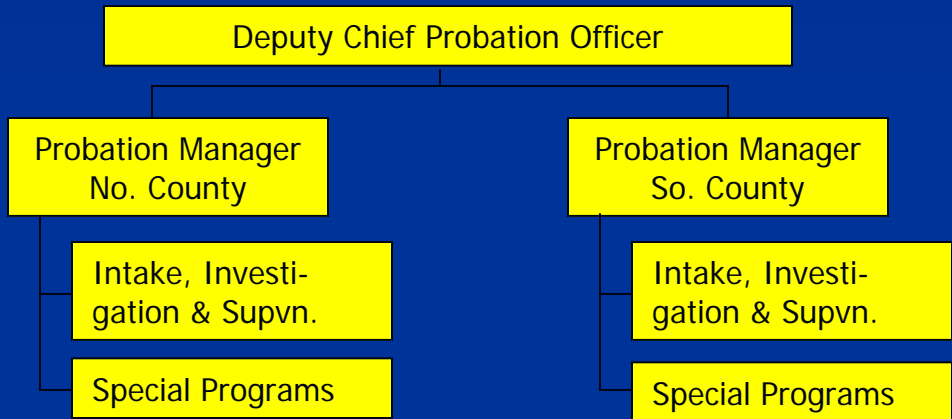 Deputy Chief Probation Officer
Probation Manager
No. County
Intake, Investi-
gation & Supvn.
Special Programs
Probation Manager
So. County
Intake, Investi-
gation & Supvn.
Special Programs